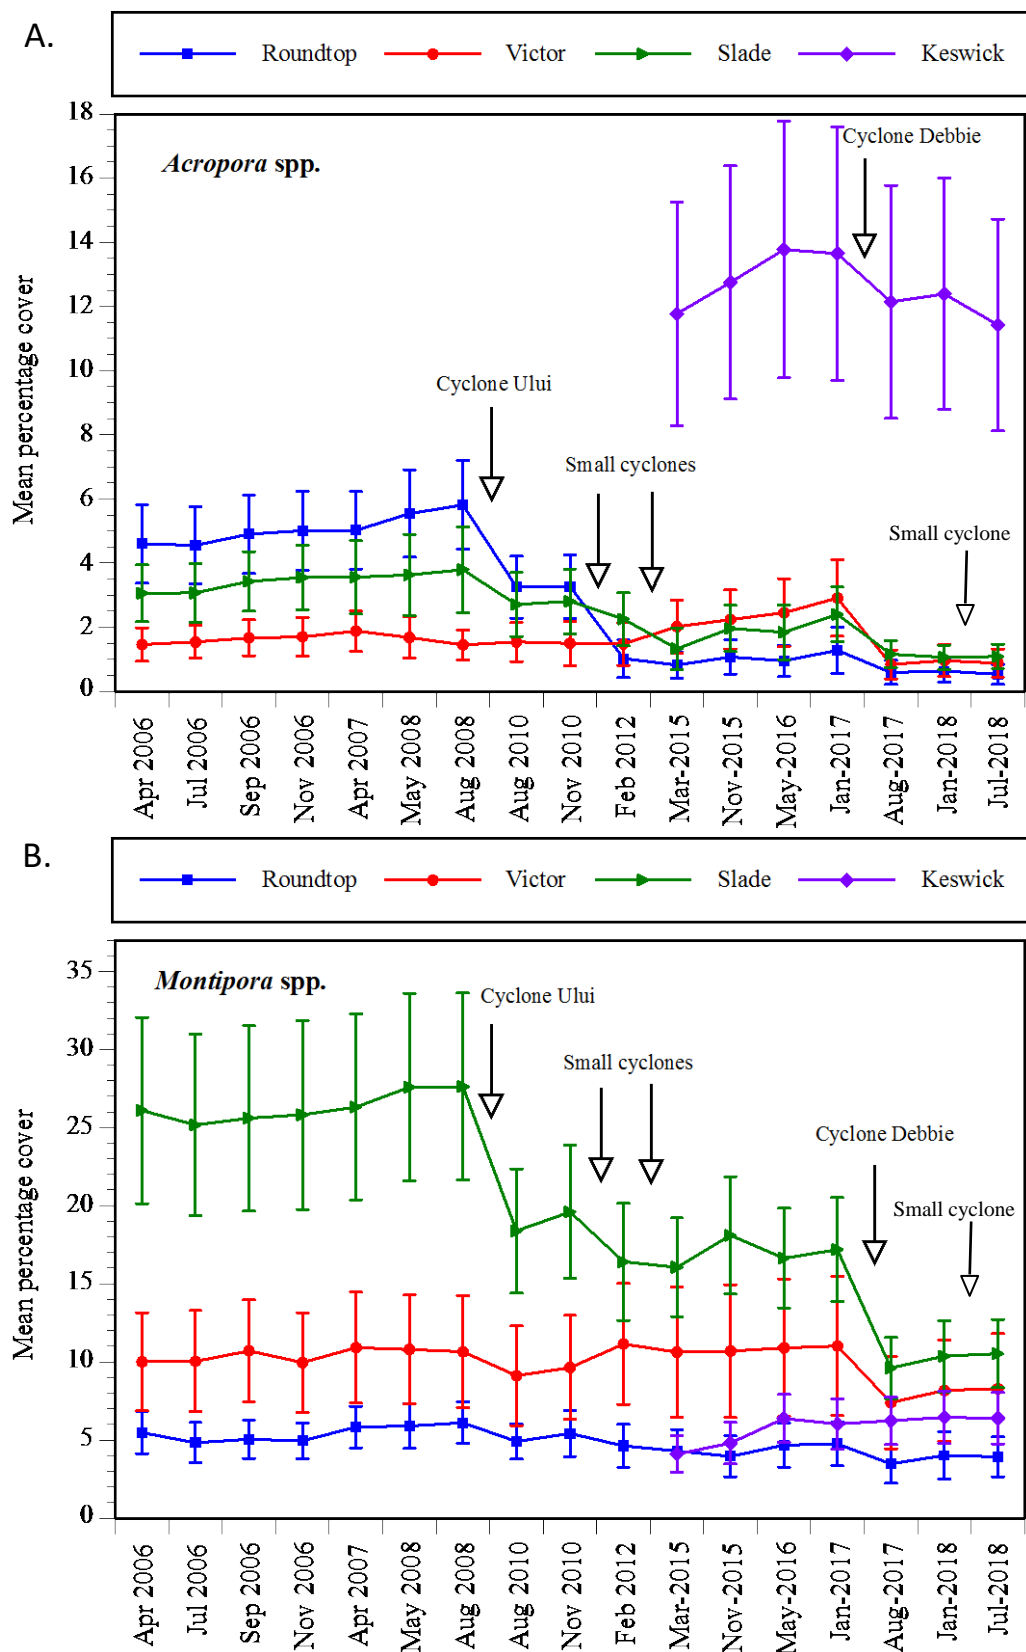 A.
Roundtop Victor Slade Keswick
18
16
14
12
10
8
6
4
2
0
Mean percentage cover
Acropora spp.
Cyclone Debbie
Cyclone Ului
Small cyclones
Small cyclone
Apr 2006
Jul 2006
Sep 2006
Nov 2006
Apr 2007
May 2008
Aug 2008
Aug 2010
Nov 2010
Feb 2012
Mar-2015
Nov-2015
May-2016
Jan-2017
Aug-2017
Jan-2018
Jul-2018
B.
Roundtop Victor Slade Keswick
35
30
25
20
15
10
5
0
Mean percentage cover
Montipora spp.
Cyclone Ului
Small cyclones
Cyclone Debbie
Small cyclone
Apr 2006
Jul 2006
Sep 2006
Nov 2006
Apr 2007
May 2008
Aug 2008
Aug 2010
Nov 2010
Feb 2012
Mar-2015
Nov-2015
May-2016
Jan-2017
Aug-2017
Jan-2018
Jul-2018